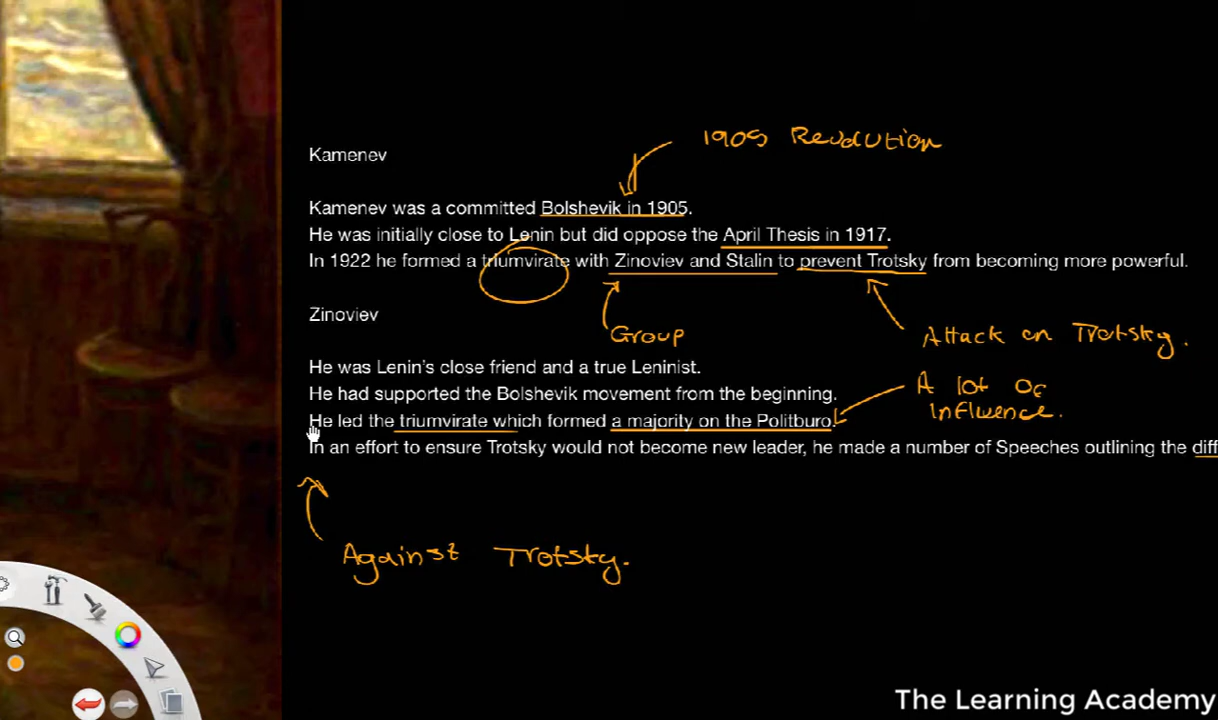 1905 Revolution
Kamenev
Kamenev was a committed Bolshevik in 1905.
He was initially close to Lenin but did oppose the April Thesis in 1917.
In 1922 he formed a triumvirate with Zinoviev and Stalin to prevent Trotsky from becoming more powerful.
Group
Attack on Trotsky.
Zinoviev
He was Lenin's close friend and a true Leninist.
He had supported the Bolshevik movement from the beginning.
A lot of
influence.
He led the triumvirate which formed a majority on the Politburo.
In an effort to ensure Trotsky would not become new leader, he made a number of Speeches outlining the diff
Against Trotsky.
The Learning Academy